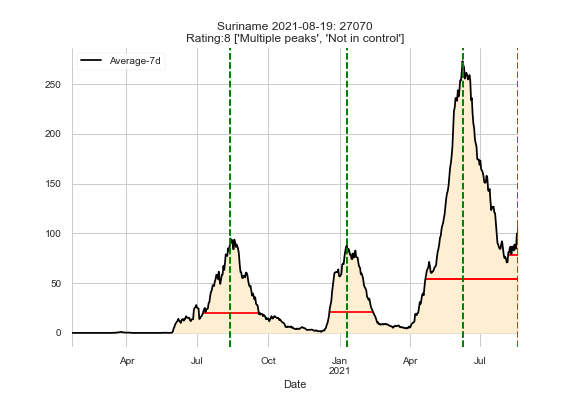 Suriname 2021-08-19: 27070
Rating:8 ['Multiple peaks', 'Not in control']
Average-7d
250
200
150
100
50
0
Apr Jul Oct Jan Apr Jul
2021
Date